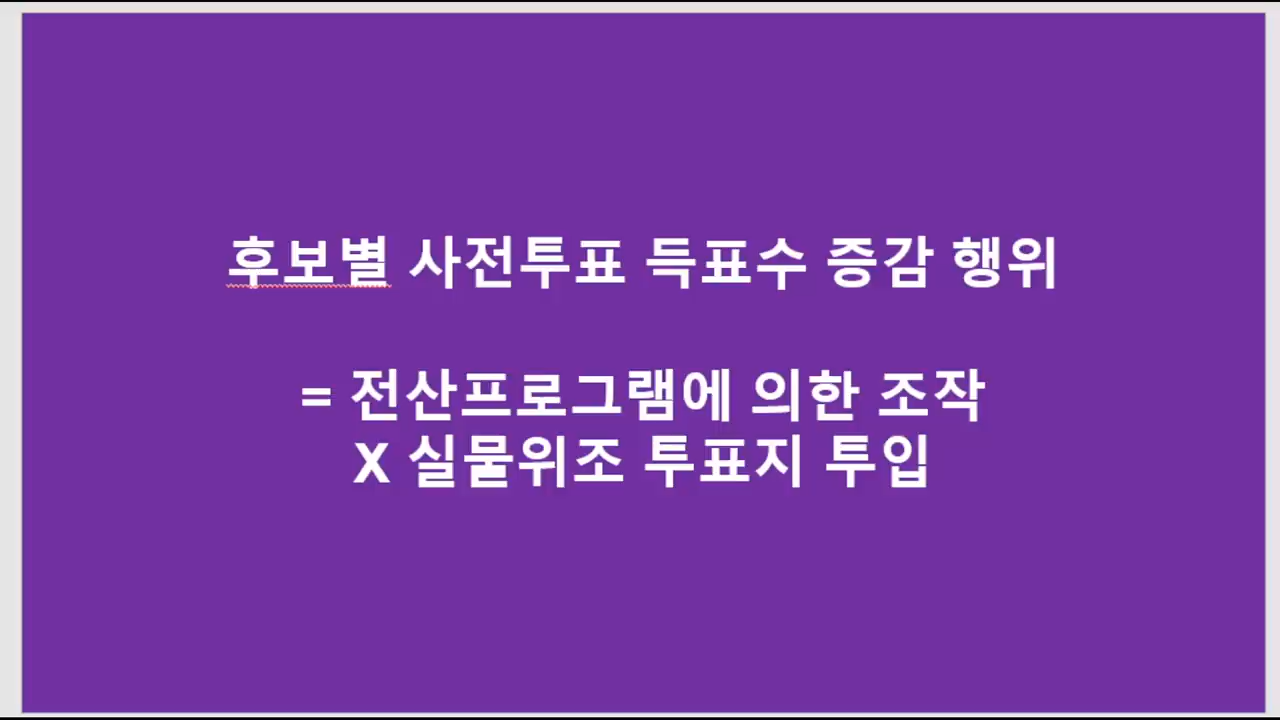 후보별 사전투표 득표수 증감 행위
= 전산프로그램에 의한 조작
X 실물위조 투표지 투입